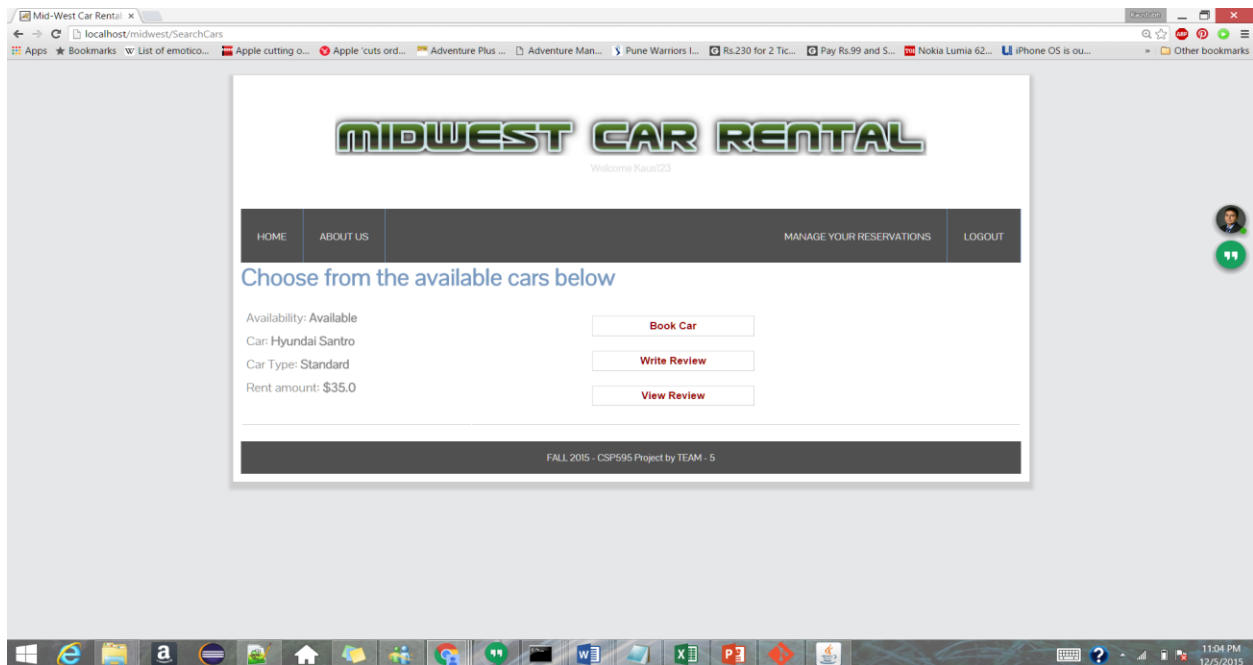 Mid-West Car Rental
localhost/midwest/SearchCars
Apps Bookmarks List of emotico... Apple cutting o... Apple 'cuts ord... Adventure Plus ... Adventure Man... Pune Warriors I... Rs.230 for 2 Tic... Pay Rs.99 and S... Nokia Lumia 62... iPhone OS is ou... » Other bookmarks
MIDWEST CAR RENTAL
Welcome Kaus123
HOME ABOUT US MANAGE YOUR RESERVATIONS LOGOUT
Choose from the available cars below
Availability: Available
Car: Hyundai Santro
Car Type: Standard
Rent amount: $35.0
Book Car
Write Review
View Review
FALL 2015 - CSP595 Project by TEAM - 5
11:04 PM
12/5/2015